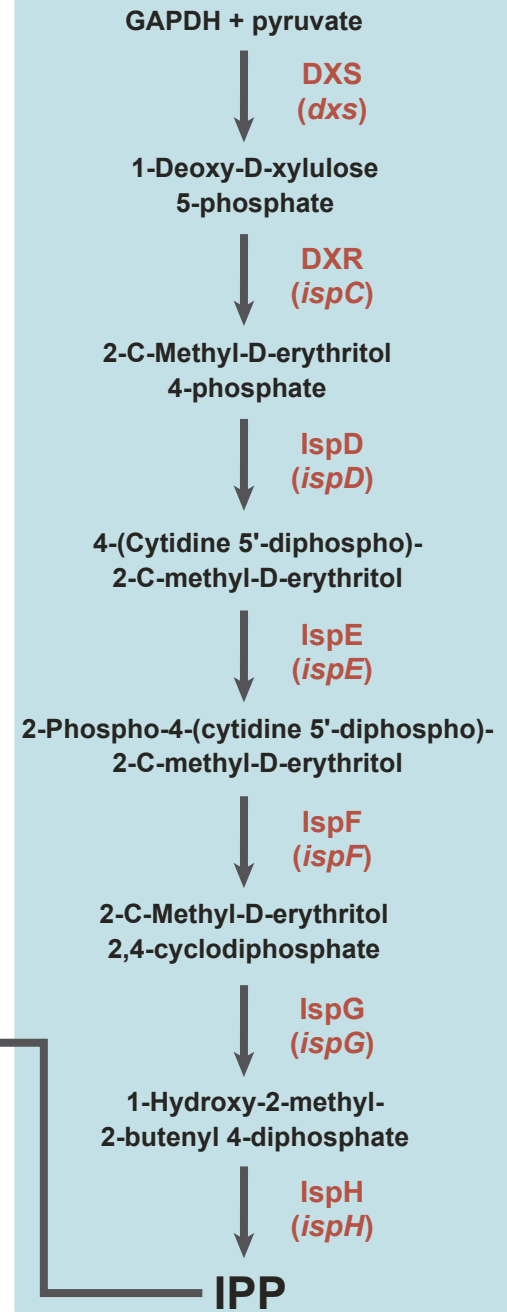 GAPDH + pyruvate
DXS
(dxs)
1-Deoxy-D-xylulose
5-phosphate
DXR
(ispC)
2-C-Methyl-D-erythritol
4-phosphate
IspD
(ispD)
4-(Cytidine 5'-diphospho)-
2-C-methyl-D-erythritol
IspE
(ispE)
2-Phospho-4-(cytidine 5'-diphospho)-
2-C-methyl-D-erythritol
IspF
(ispF)
2-C-Methyl-D-erythritol
2,4-cyclodiphosphate
IspG
(ispG)
1-Hydroxy-2-methyl-
2-butenyl 4-diphosphate
IspH
(ispH)
IPP